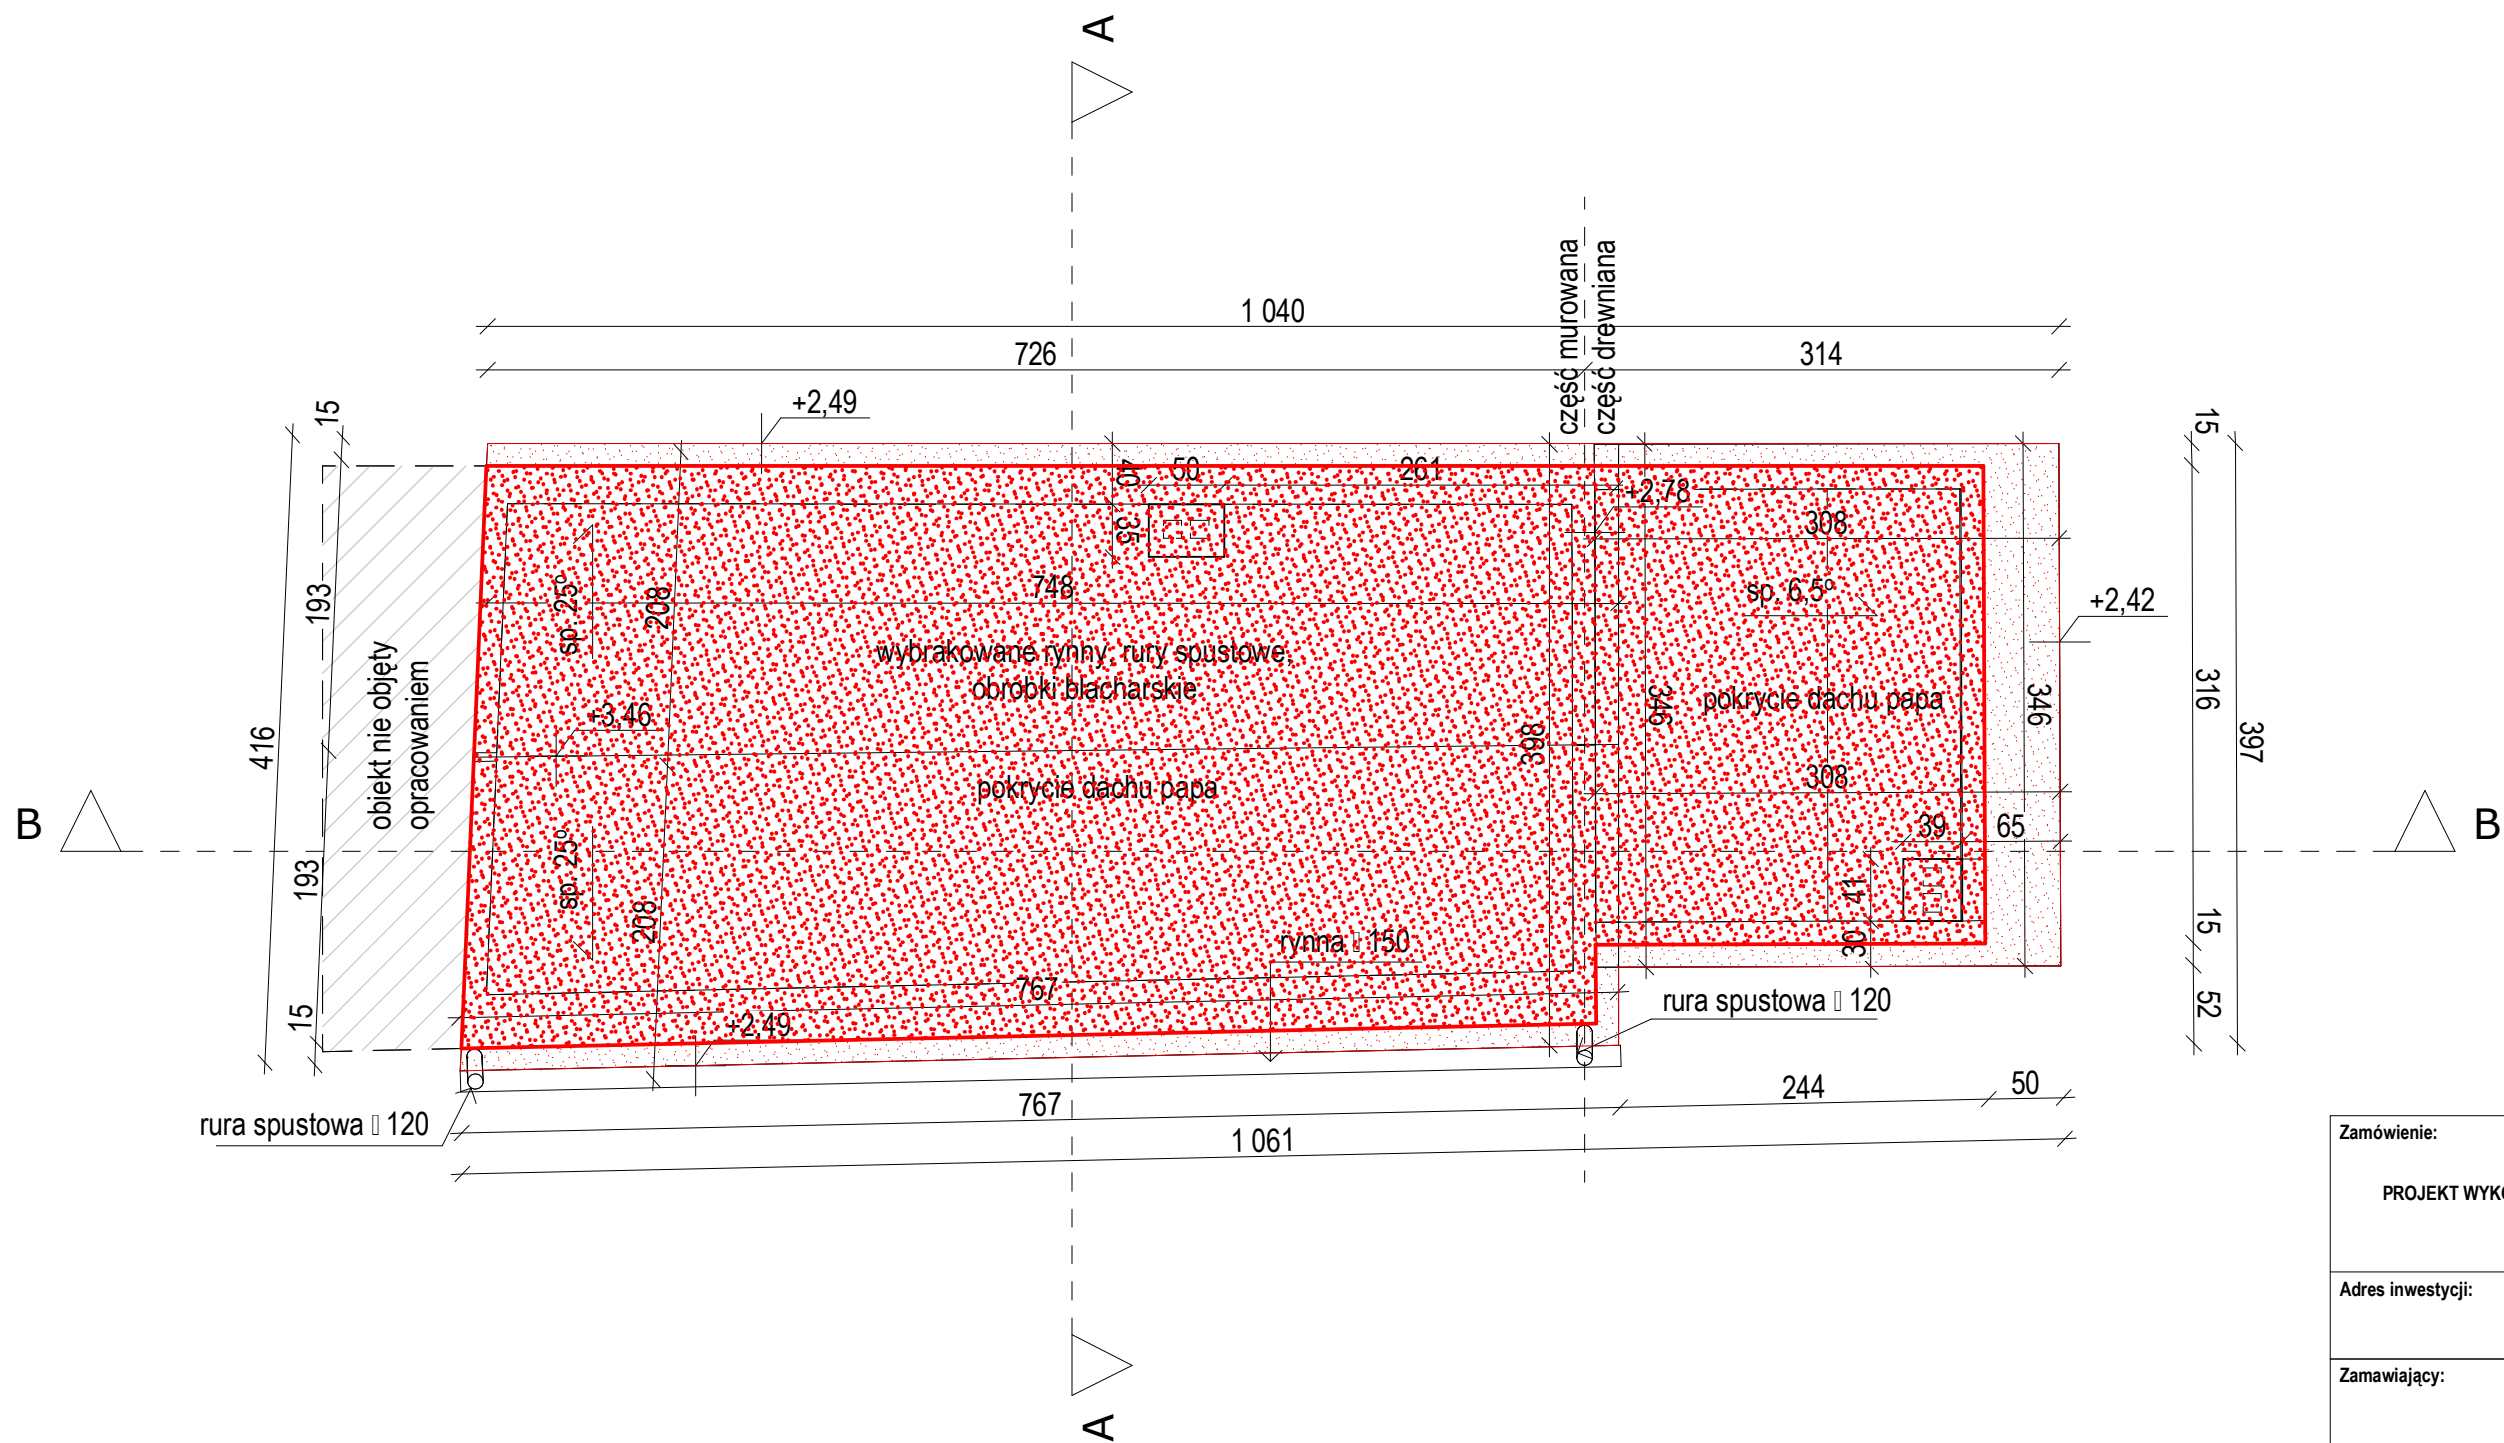 A
1 040
726
314
część murowana
część drewniana
+2,49
15
15
40
50
261
+2,78
35
308
sp. 25º
208
748
sp. 6,5º
+2,42
193
416
obiekt nie objęty
opracowaniem
wybrakowane rynny, rury spustowe,
obróbki blacharskie
+3,46
398
346
pokrycie dachu papa
346
316
397
pokrycie dachu papa
308
B
B
39
65
sp. 25º
193
208
41
30
15
rynna ▯ 150
767
+2,49
15
rura spustowa ▯ 120
52
767
244
50
rura spustowa ▯ 120
1 061
A
Zamówienie:
Adres inwestycji:
Zamawiający: